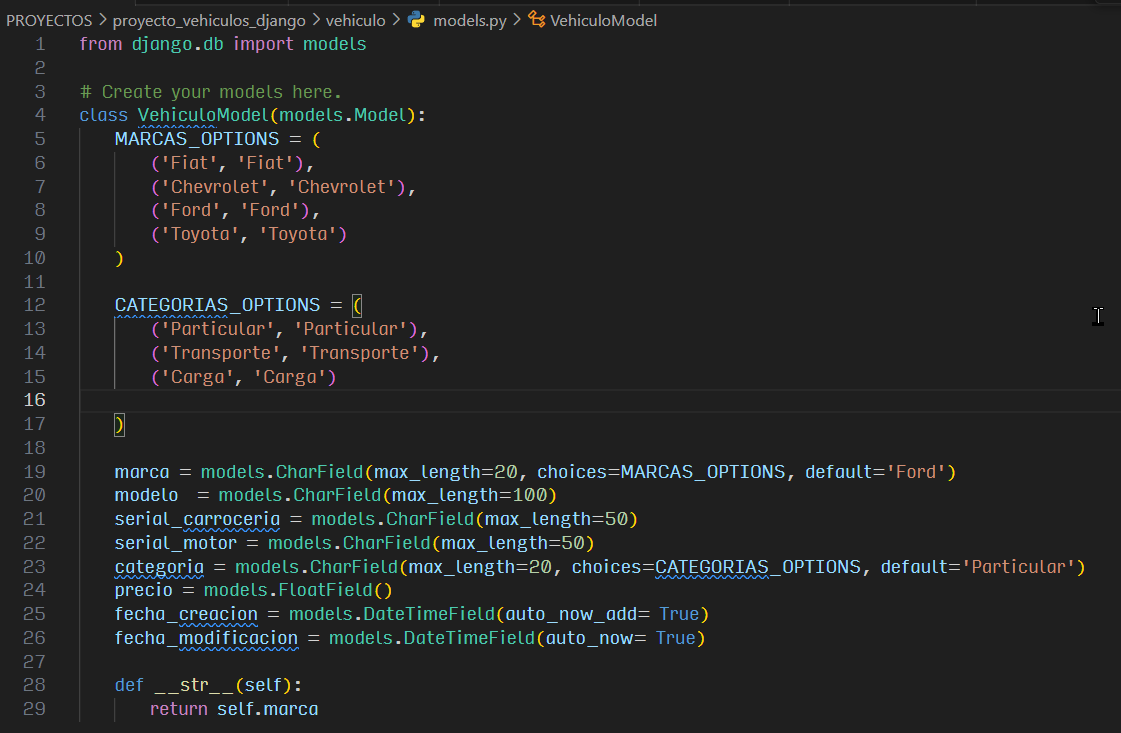 PROYECTOS > proyecto_vehiculos_django > vehiculo > models.py > VehiculoModel
1 from django.db import models
2
3 # Create your models here.
4 class VehiculoModel(models.Model):
5     MARCAS_OPTIONS = (
6         ('Fiat', 'Fiat'),
7         ('Chevrolet', 'Chevrolet'),
8         ('Ford', 'Ford'),
9         ('Toyota', 'Toyota')
10     )
11
12     CATEGORIAS_OPTIONS = (
13         ('Particular', 'Particular'),
14         ('Transporte', 'Transporte'),
15         ('Carga', 'Carga')
16
17     )
18
19     marca = models.CharField(max_length=20, choices=MARCAS_OPTIONS, default='Ford')
20     modelo  = models.CharField(max_length=100)
21     serial_carroceria = models.CharField(max_length=50)
22     serial_motor = models.CharField(max_length=50)
23     categoria = models.CharField(max_length=20, choices=CATEGORIAS_OPTIONS, default='Particular')
24     precio = models.FloatField()
25     fecha_creacion = models.DateTimeField(auto_now_add= True)
26     fecha_modificacion = models.DateTimeField(auto_now= True)
27
28     def __str__(self):
29         return self.marca